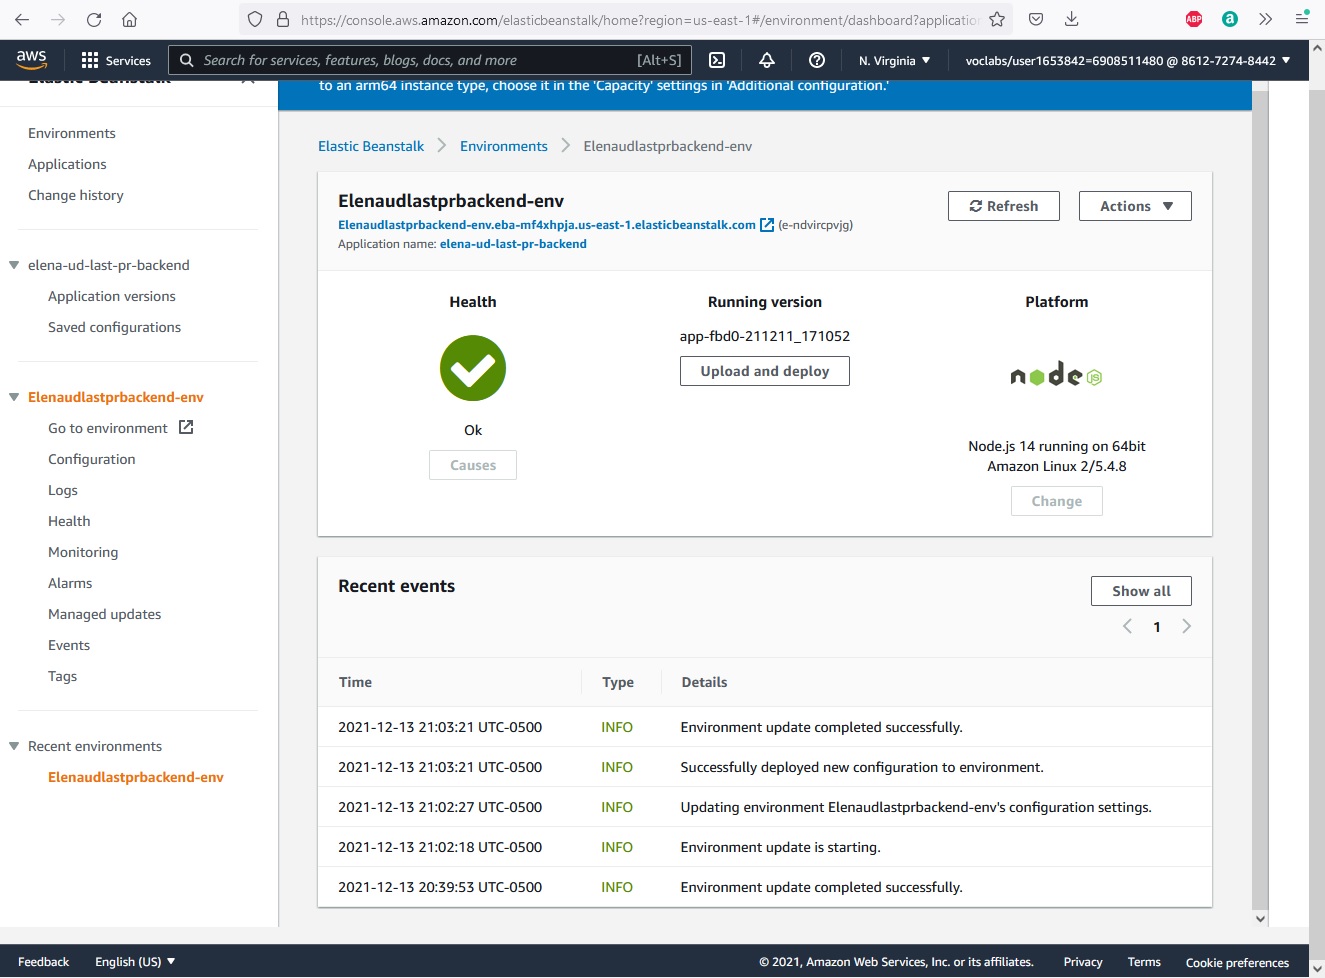 https://console.aws.amazon.com/elasticbeanstalk/home?region=us-east-1#/environment/dashboard?applicatio
ABP
a
aws
Services
Search for services, features, blogs, docs, and more
[Alt+S]
N. Virginia
voclabs/user1653842=6908511480 @ 8612-7274-8442
Elastic Beanstalk
to an arm64 instance type, choose it in the 'Capacity' settings in 'Additional configuration.'
Environments
Applications
Change history
elena-ud-last-pr-backend
Application versions
Saved configurations
Elenaudlastprbackend-env
Go to environment
Configuration
Logs
Health
Monitoring
Alarms
Managed updates
Events
Tags
Recent environments
Elenaudlastprbackend-env
Elastic Beanstalk
Environments
Elenaudlastprbackend-env
Elenaudlastprbackend-env
Elenaudlastprbackend-env.eba-mf4xhpja.us-east-1.elasticbeanstalk.com (e-ndvircpvjg)
Application name: elena-ud-last-pr-backend
Refresh
Actions
Health
Ok
Causes
Running version
app-fbd0-211211_171052
Upload and deploy
Platform
node JS
Node.js 14 running on 64bit
Amazon Linux 2/5.4.8
Change
Recent events
Show all
1
Time Type Details
2021-12-13 21:03:21 UTC-0500 INFO Environment update completed successfully.
2021-12-13 21:03:21 UTC-0500 INFO Successfully deployed new configuration to environment.
2021-12-13 21:02:27 UTC-0500 INFO Updating environment Elenaudlastprbackend-env's configuration settings.
2021-12-13 21:02:18 UTC-0500 INFO Environment update is starting.
2021-12-13 20:39:53 UTC-0500 INFO Environment update completed successfully.
Feedback
English (US)
© 2021, Amazon Web Services, Inc. or its affiliates.
Privacy
Terms
Cookie preferences